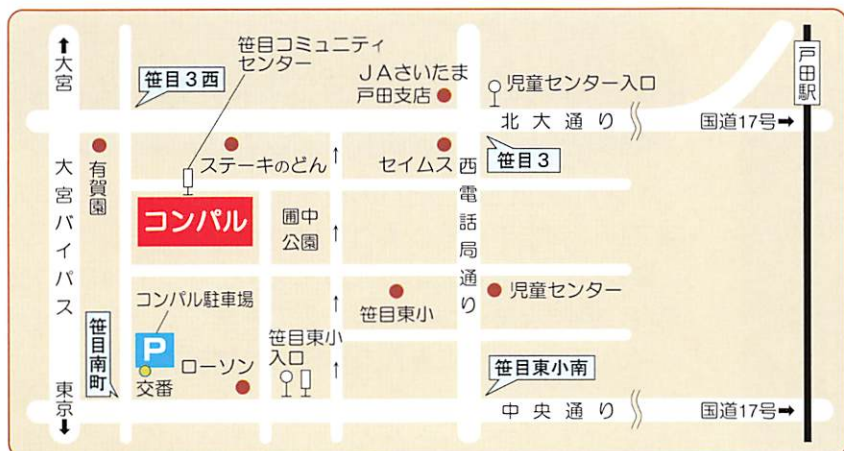 ↑大宮
大宮バイパス
東京↓
笹目3西
笹目コミュニティ
センター
JAさいたま
戸田支店
児童センター入口
戸田駅
北大通り
国道17号→
有賀園
ステーキのどん
↑
セイムス
笹目3
西電話局通り
コンパル
圃中
公園
↑
コンパル駐車場
P
交番
笹目南町
ローソン
笹目東小
入口
↑
↑
笹目東小
児童センター
笹目東小南
中央通り
国道17号→